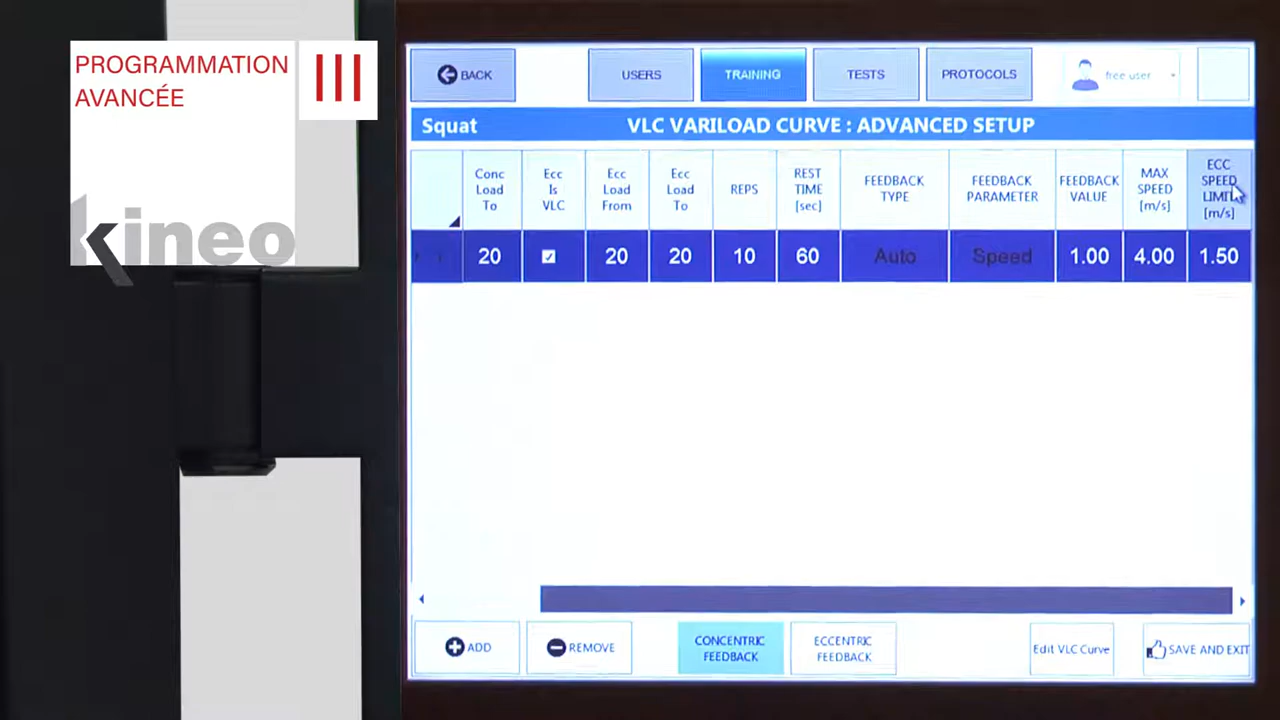 PROGRAMMATION
AVANCÉE
III
kineo
BACK
USERS
TRAINING
TESTS
PROTOCOLS
free user
Squat
VLC VARILOAD CURVE : ADVANCED SETUP
Conc
Load
To
Ecc
Is
VLC
Ecc
Load
From
Ecc
Load
To
REPS
REST
TIME
[sec]
FEEDBACK
TYPE
FEEDBACK
PARAMETER
FEEDBACK
VALUE
MAX
SPEED
[m/s]
ECC
SPEED
LIMIT
[m/s]
20
20
20
10
60
Auto
Speed
1.00
4.00
1.50
ADD
REMOVE
CONCENTRIC
FEEDBACK
ECCENTRIC
FEEDBACK
Edit VLC Curve
SAVE AND EXIT